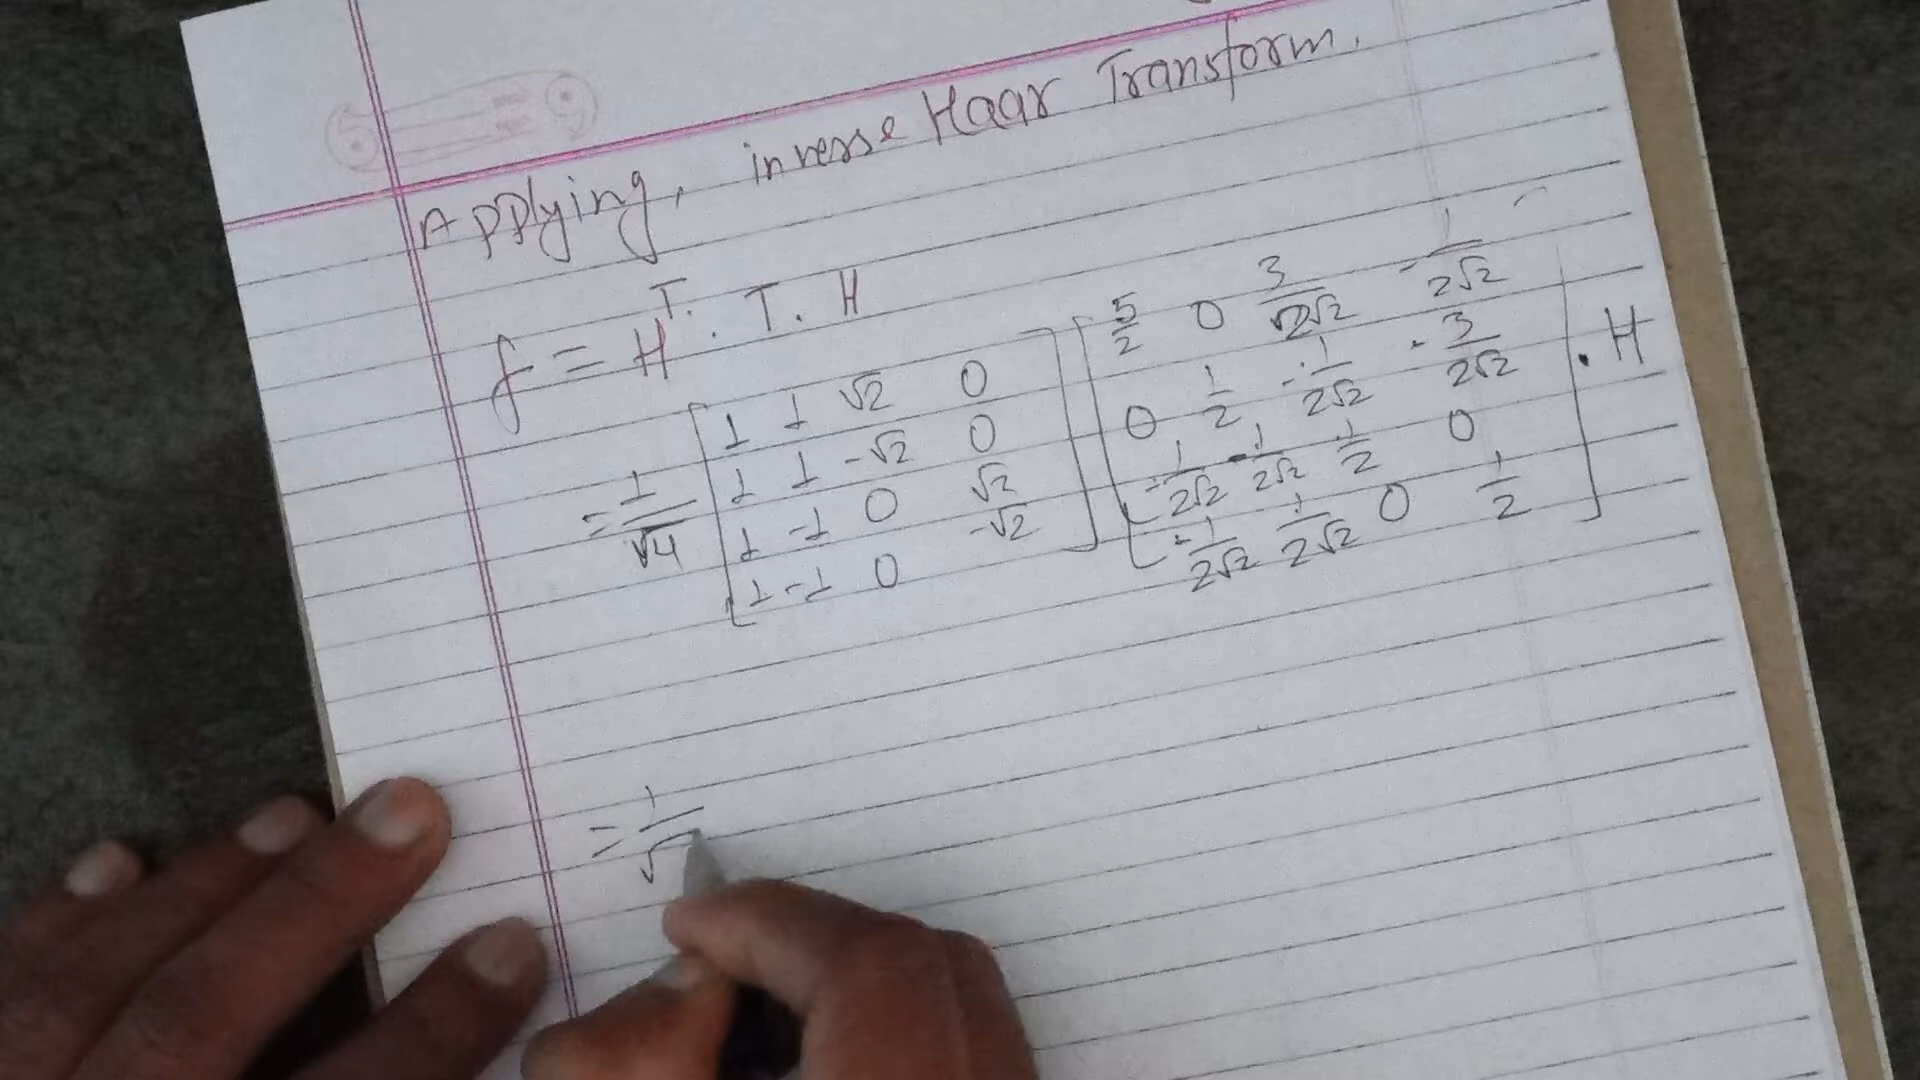 Applying, inverse Haar Transform.
f = H^T . T . H
= 1/√4 [ 1 1 √2 0 ] [ 5/2 0 3/2√2 -1/2√2 ] . H
1 1 -√2 0 0 1/2 -1/2√2 -3/2√2
1 -1 0 √2 -1/2√2 -1/2√2 1/2 0
1 -1 0 -√2 -1/2√2 1/2√2 0 1/2
= 1/√